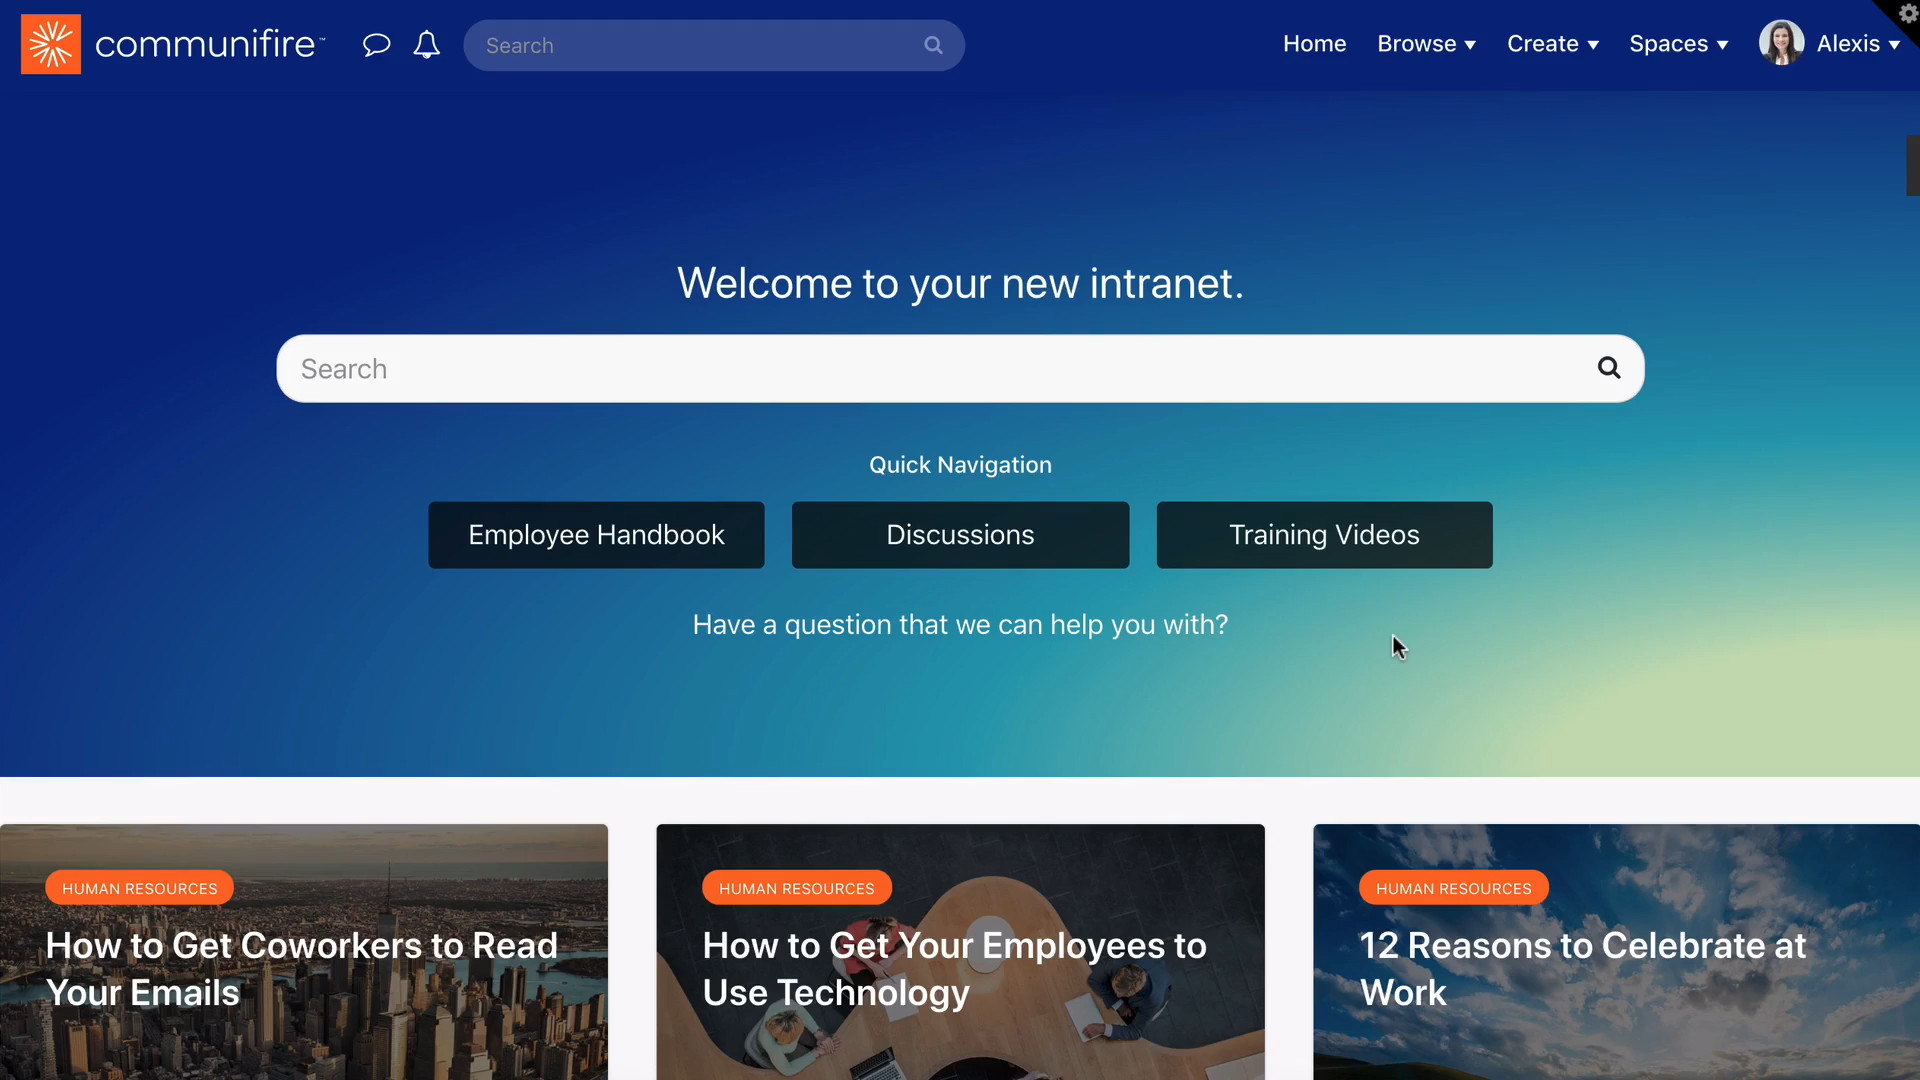 communifire™
Search
Home
Browse
Create
Spaces
Alexis
Welcome to your new intranet.
Search
Quick Navigation
Employee Handbook
Discussions
Training Videos
Have a question that we can help you with?
HUMAN RESOURCES
How to Get Coworkers to Read
Your Emails
HUMAN RESOURCES
How to Get Your Employees to
Use Technology
HUMAN RESOURCES
12 Reasons to Celebrate at
Work